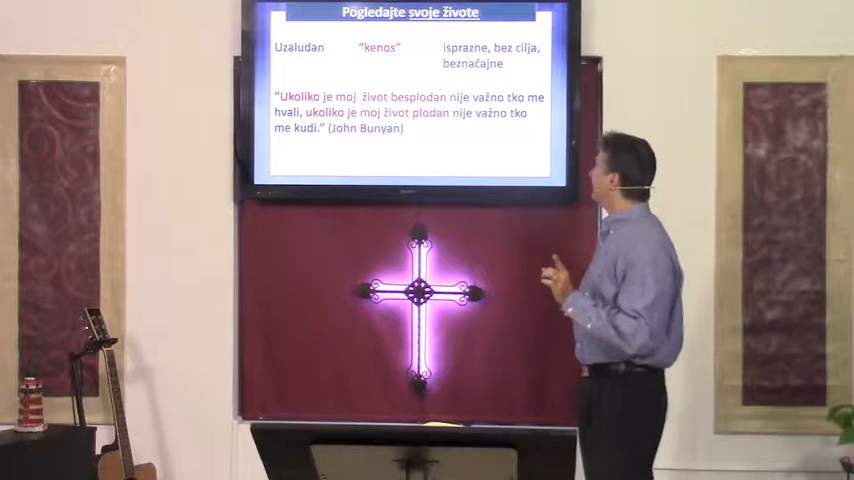 Pogledajte svoje živote
Uzaludan "kenos" isprazne, bez cilja,
beznačajne
"Ukoliko je moj život besplodan nije važno tko me
hvali, ukoliko je moj život plodan nije važno tko
me kudi." (John Bunyan)